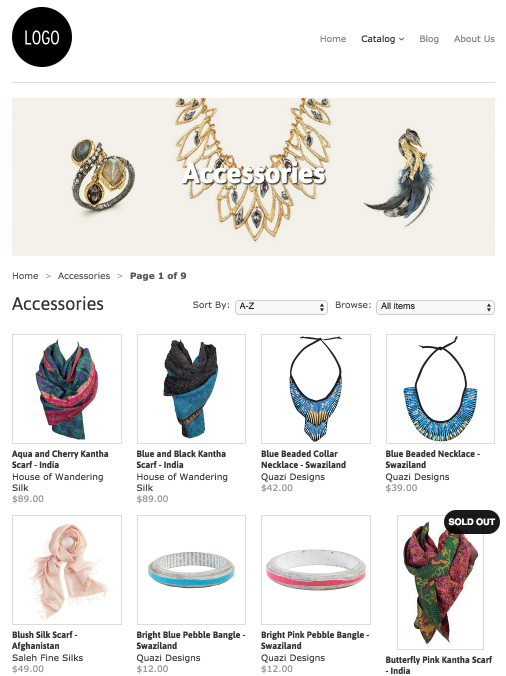 LOGO
Home Catalog Blog About Us
Accessories
Home > Accessories > Page 1 of 9
Accessories Sort By: A-Z Browse: All items
Aqua and Cherry Kantha
Scarf - India
House of Wandering
Silk
$89.00
Blue and Black Kantha
Scarf - India
House of Wandering
Silk
$89.00
Blue Beaded Collar
Necklace - Swaziland
Quazi Designs
$42.00
Blue Beaded Necklace -
Swaziland
Quazi Designs
$39.00
Blush Silk Scarf -
Afghanistan
Saleh Fine Silks
$49.00
Bright Blue Pebble Bangle -
Swaziland
Quazi Designs
$12.00
Bright Pink Pebble Bangle -
Swaziland
Quazi Designs
$12.00
SOLD OUT
Butterfly Pink Kantha Scarf
- India